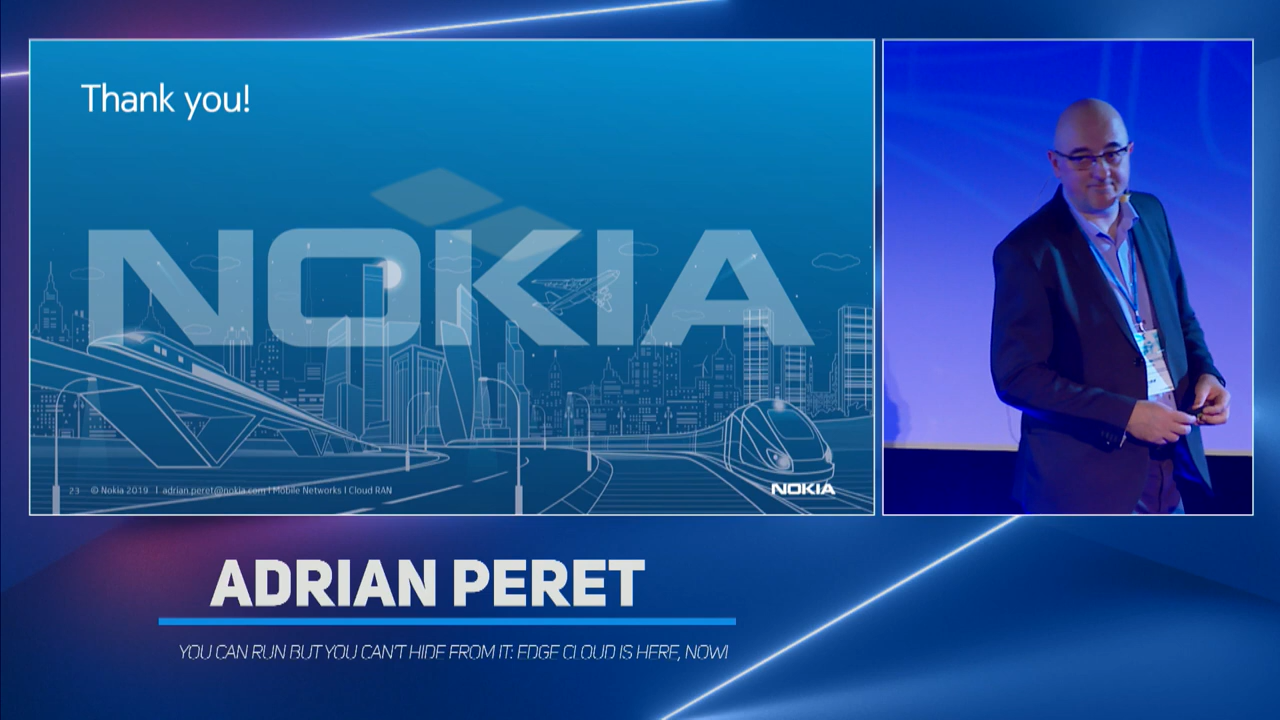 Thank you!
NOKIA
23 © Nokia 2019 I adrian.peret@nokia.com I Mobile Networks I Cloud RAN
NOKIA
ADRIAN PERET
YOU CAN RUN BUT YOU CAN'T HIDE FROM IT: EDGE CLOUD IS HERE, NOW!